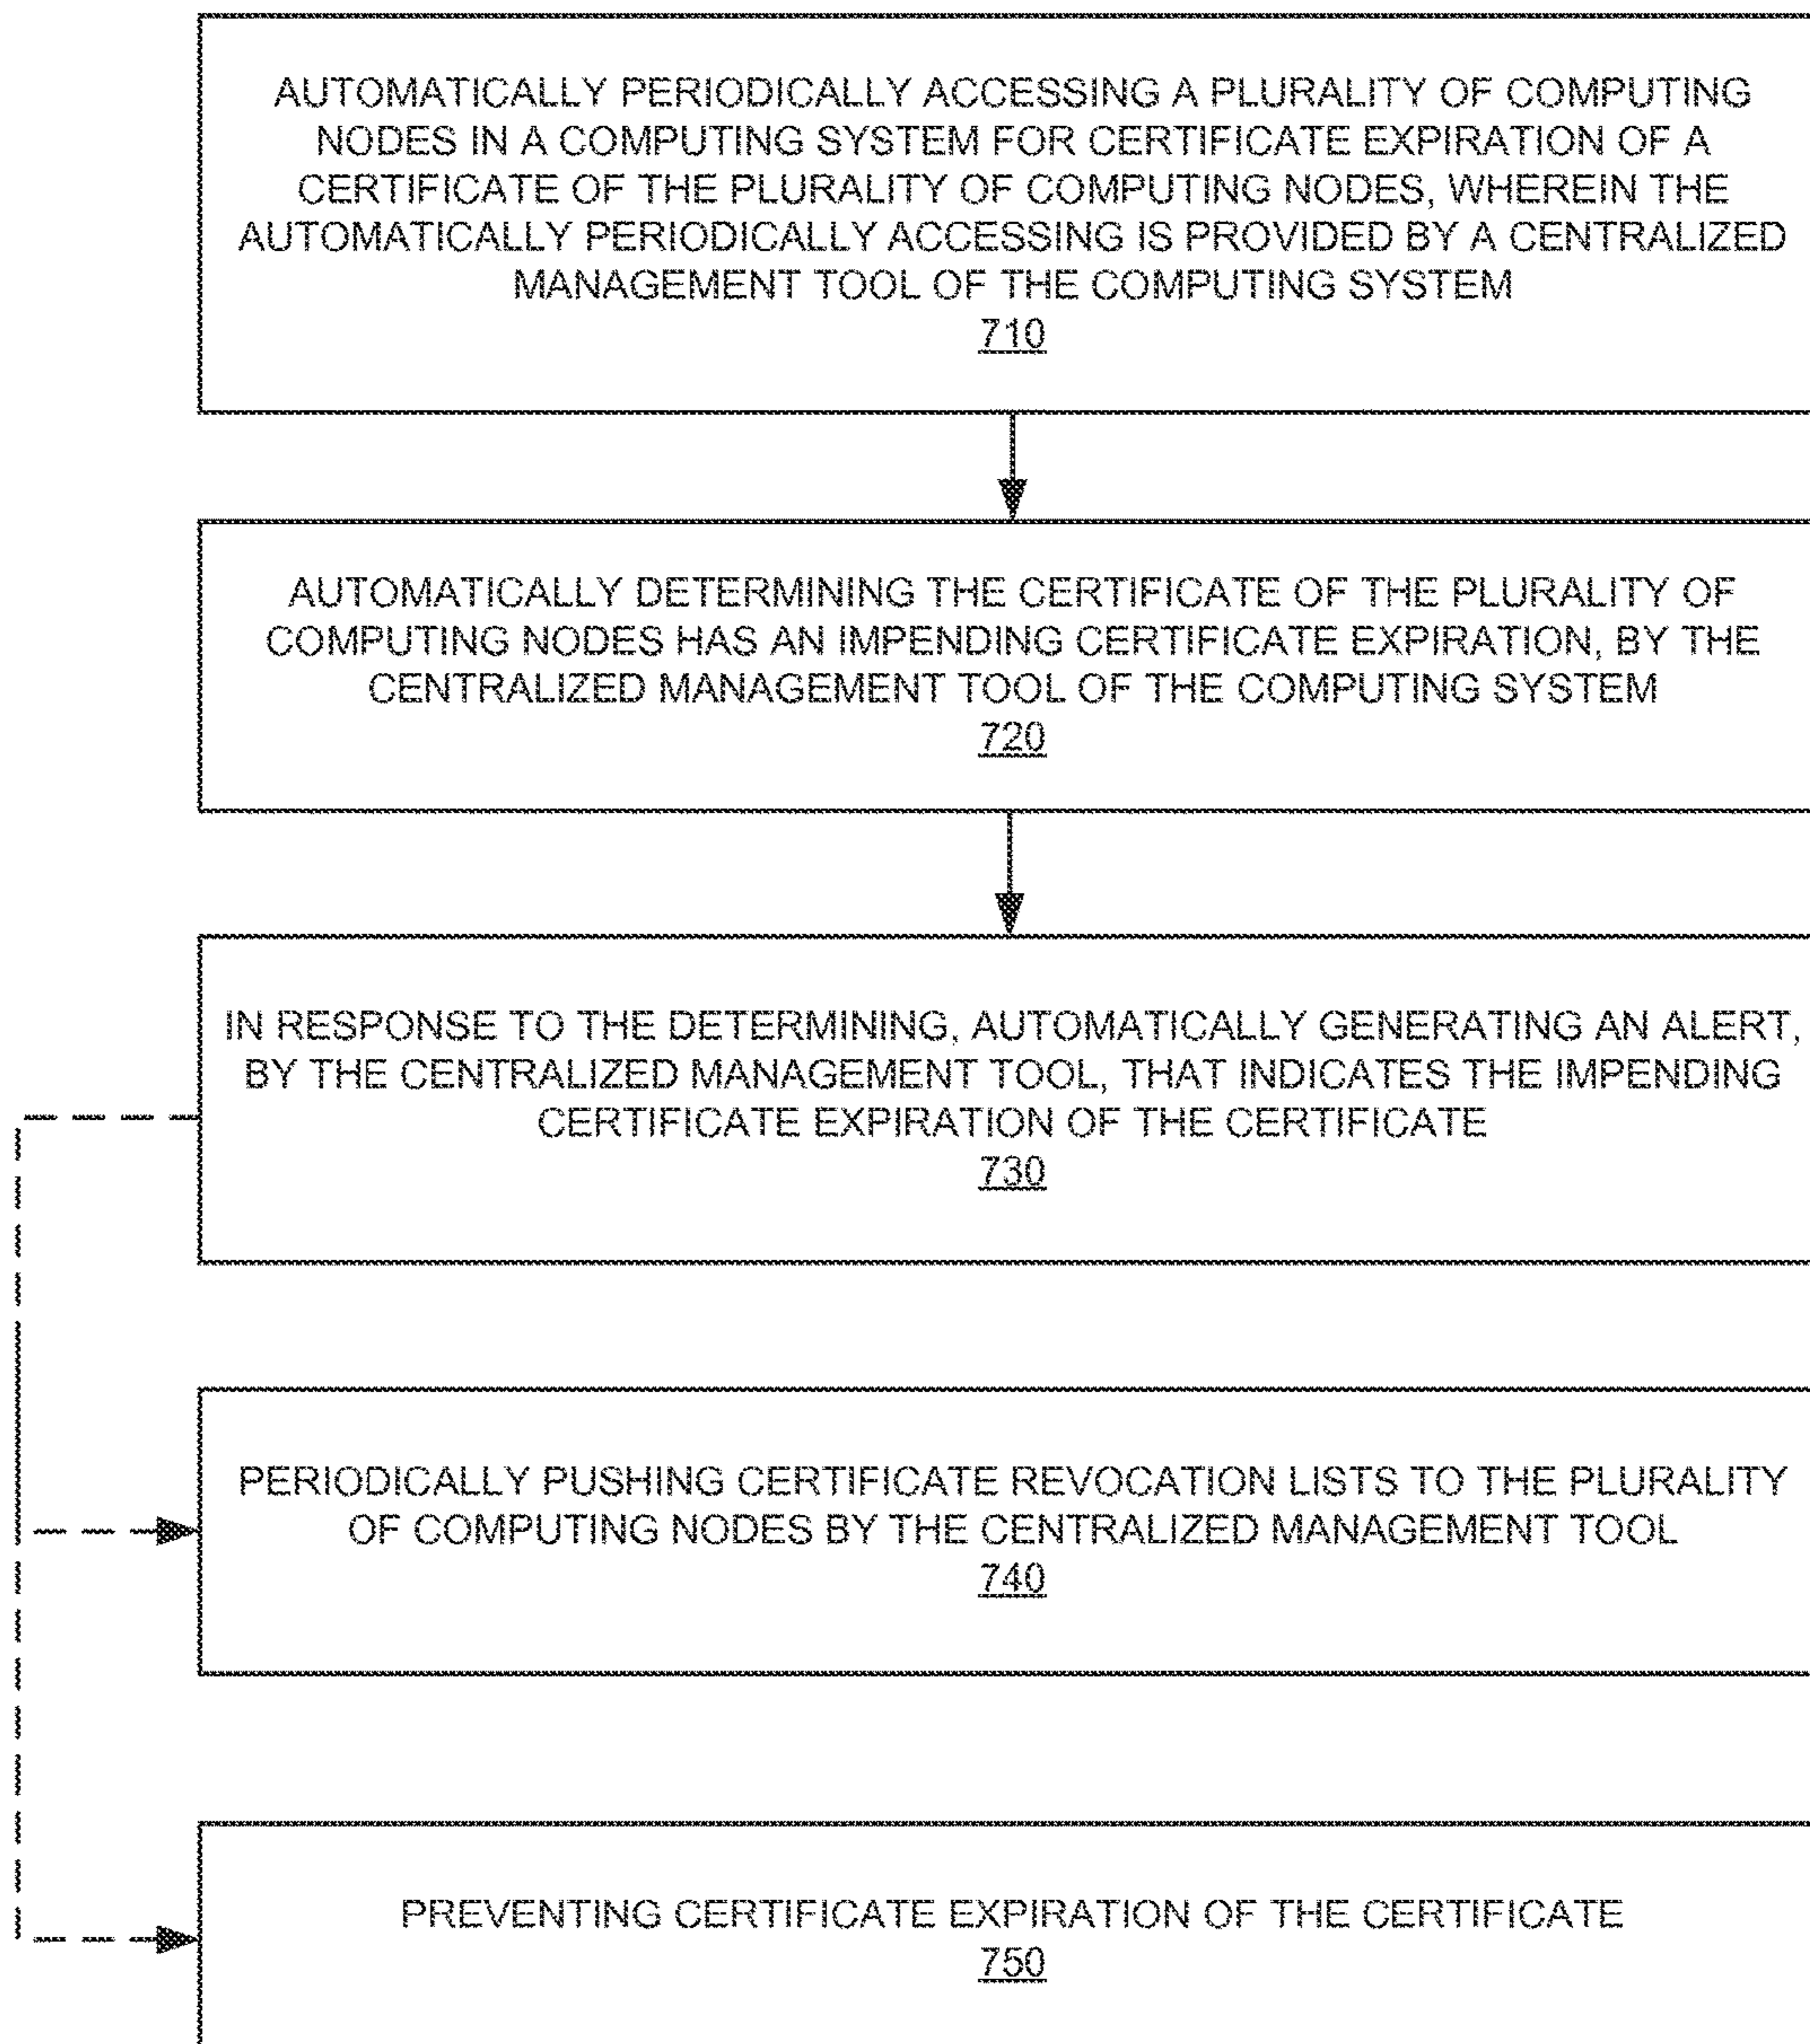 AUTOMATICALLY PERIODICALLY ACCESSING A PLURALITY OF COMPUTING
NODES IN A COMPUTING SYSTEM FOR CERTIFICATE EXPIRATION OF A
CERTIFICATE OF THE PLURALITY OF COMPUTING NODES, WHEREIN THE
AUTOMATICALLY PERIODICALLY ACCESSING IS PROVIDED BY A CENTRALIZED
MANAGEMENT TOOL OF THE COMPUTING SYSTEM
710
AUTOMATICALLY DETERMINING THE CERTIFICATE OF THE PLURALITY OF
COMPUTING NODES HAS AN IMPENDING CERTIFICATE EXPIRATION, BY THE
CENTRALIZED MANAGEMENT TOOL OF THE COMPUTING SYSTEM
720
IN RESPONSE TO THE DETERMINING, AUTOMATICALLY GENERATING AN ALERT,
BY THE CENTRALIZED MANAGEMENT TOOL, THAT INDICATES THE IMPENDING
CERTIFICATE EXPIRATION OF THE CERTIFICATE
730
PERIODICALLY PUSHING CERTIFICATE REVOCATION LISTS TO THE PLURALITY
OF COMPUTING NODES BY THE CENTRALIZED MANAGEMENT TOOL
740
PREVENTING CERTIFICATE EXPIRATION OF THE CERTIFICATE
750